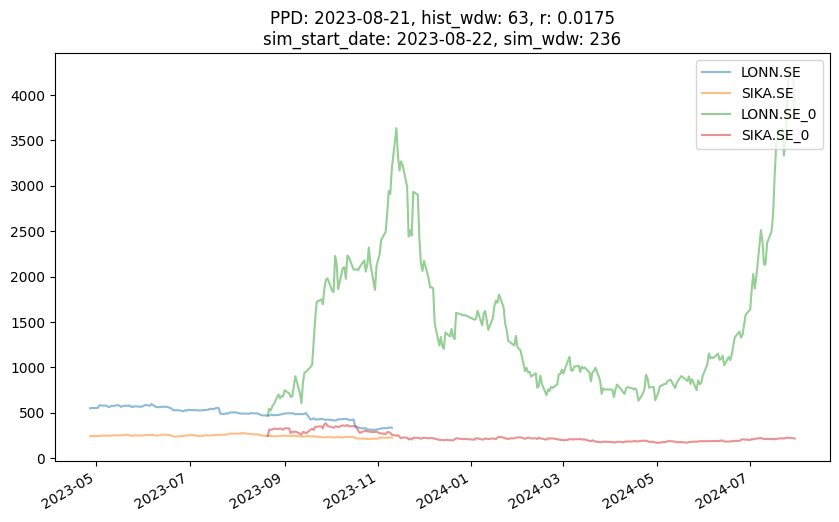 PPD: 2023-08-21, hist_wdw: 63, r: 0.0175
sim_start_date: 2023-08-22, sim_wdw: 236
LONN.SE
SIKA.SE
LONN.SE_0
SIKA.SE_0
4000
3500
3000
2500
2000
1500
1000
500
0
2023-05
2023-07
2023-09
2023-11
2024-01
2024-03
2024-05
2024-07